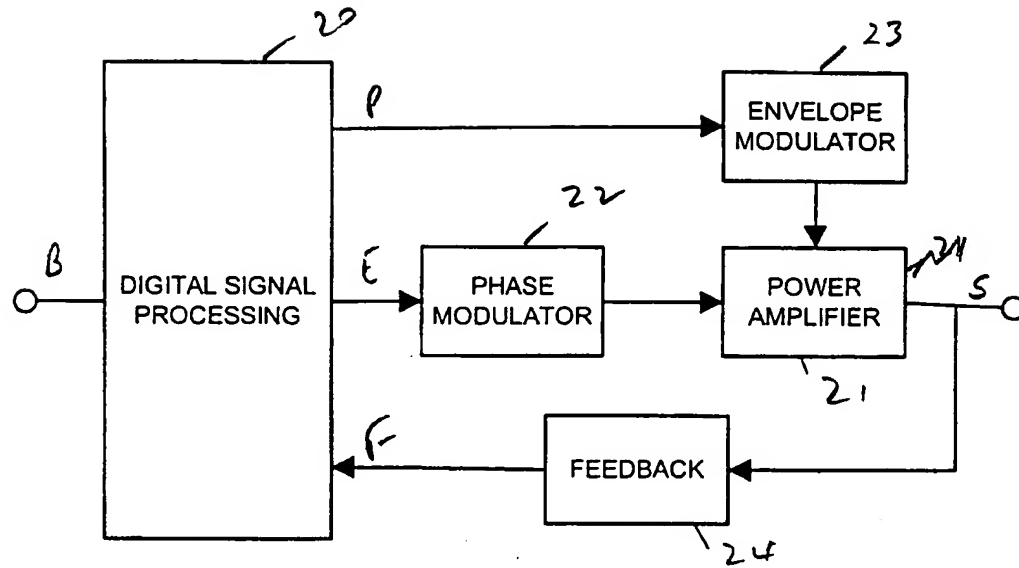 20
23
P
ENVELOPE
MODULATOR
22
B
DIGITAL SIGNAL
PROCESSING
E
PHASE
MODULATOR
POWER
AMPLIFIER
S
21
F
FEEDBACK
24